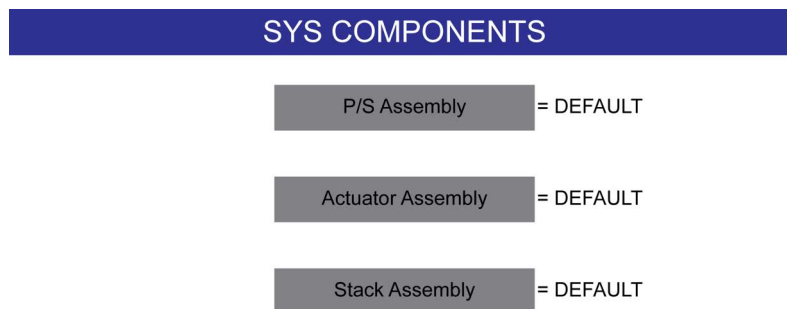 SYS COMPONENTS
P/S Assembly = DEFAULT
Actuator Assembly = DEFAULT
Stack Assembly = DEFAULT